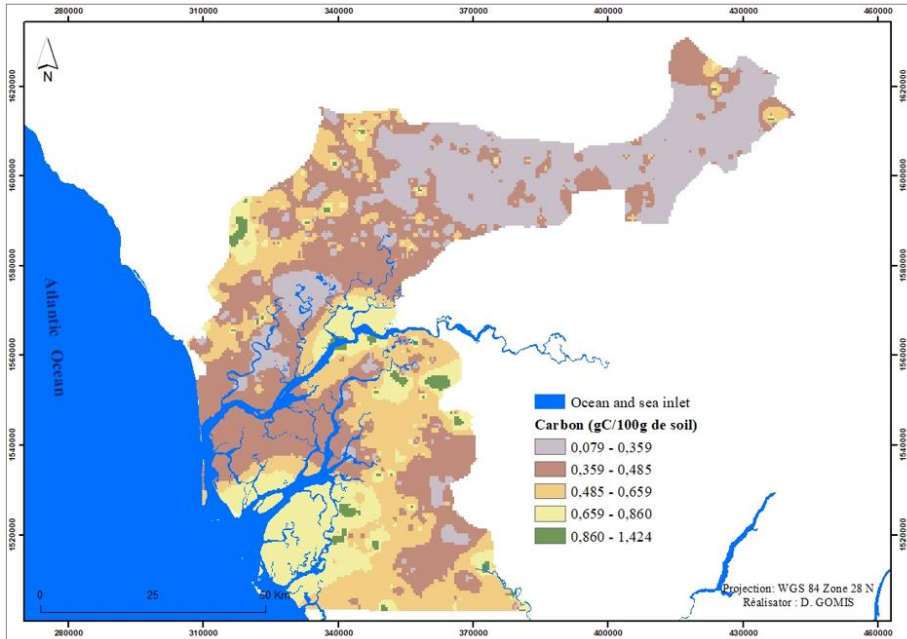 280000 310000 340000 370000 400000 430000 460000
N
1620000
1600000
1580000
1560000
1540000
1520000
Atlantic Ocean
Ocean and sea inlet
Carbon (gC/100g de soil)
0,079 - 0,359
0,359 - 0,485
0,485 - 0,659
0,659 - 0,860
0,860 - 1,424
0 25 50 Km
Projection: WGS 84 Zone 28 N
Réalisator : D. GOMIS
280000 310000 340000 370000 400000 430000 460000